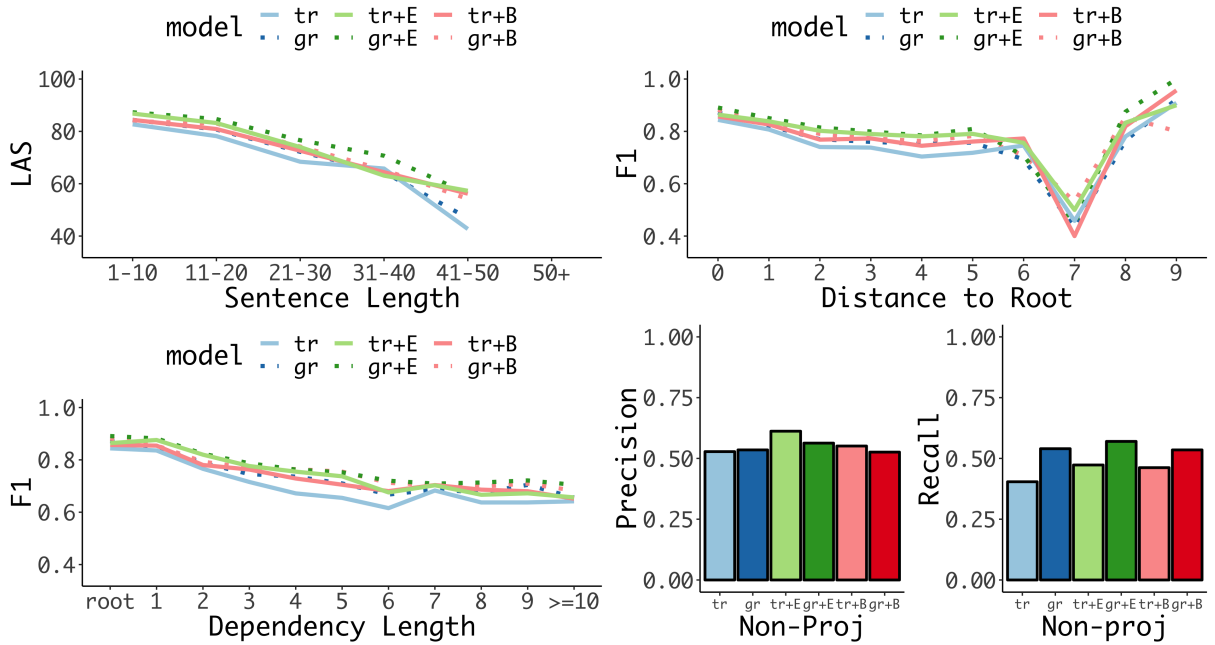 model tr tr+E tr+B
gr gr+E gr+B
LAS
100
80
60
40
1-10 11-20 21-30 31-40 41-50 50+
Sentence Length
model tr tr+E tr+B
gr gr+E gr+B
F1
1.0
0.8
0.6
0.4
0 1 2 3 4 5 6 7 8 9
Distance to Root
model tr tr+E tr+B
gr gr+E gr+B
F1
1.0
0.8
0.6
0.4
root 1 2 3 4 5 6 7 8 9 >=10
Dependency Length
Precision
1.00
0.75
0.50
0.25
0.00
tr gr tr+E gr+E tr+B gr+B
Non-Proj
Recall
1.00
0.75
0.50
0.25
0.00
tr gr tr+E gr+E tr+B gr+B
Non-proj